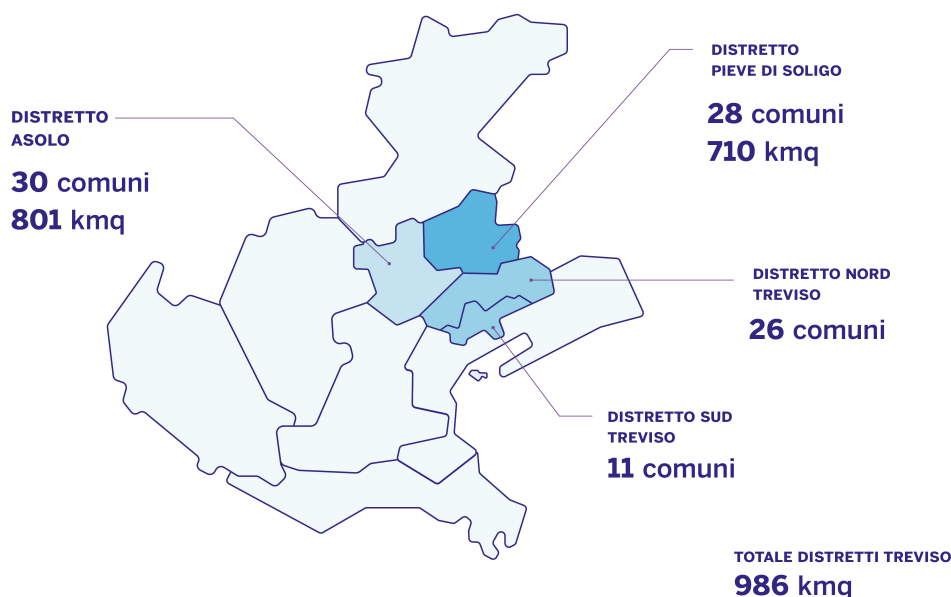 DISTRETTO
PIEVE DI SOLIGO
28 comuni
710 kmq
DISTRETTO
ASOLO
30 comuni
801 kmq
DISTRETTO NORD
TREVISO
26 comuni
DISTRETTO SUD
TREVISO
11 comuni
TOTALE DISTRETTI TREVISO
986 kmq